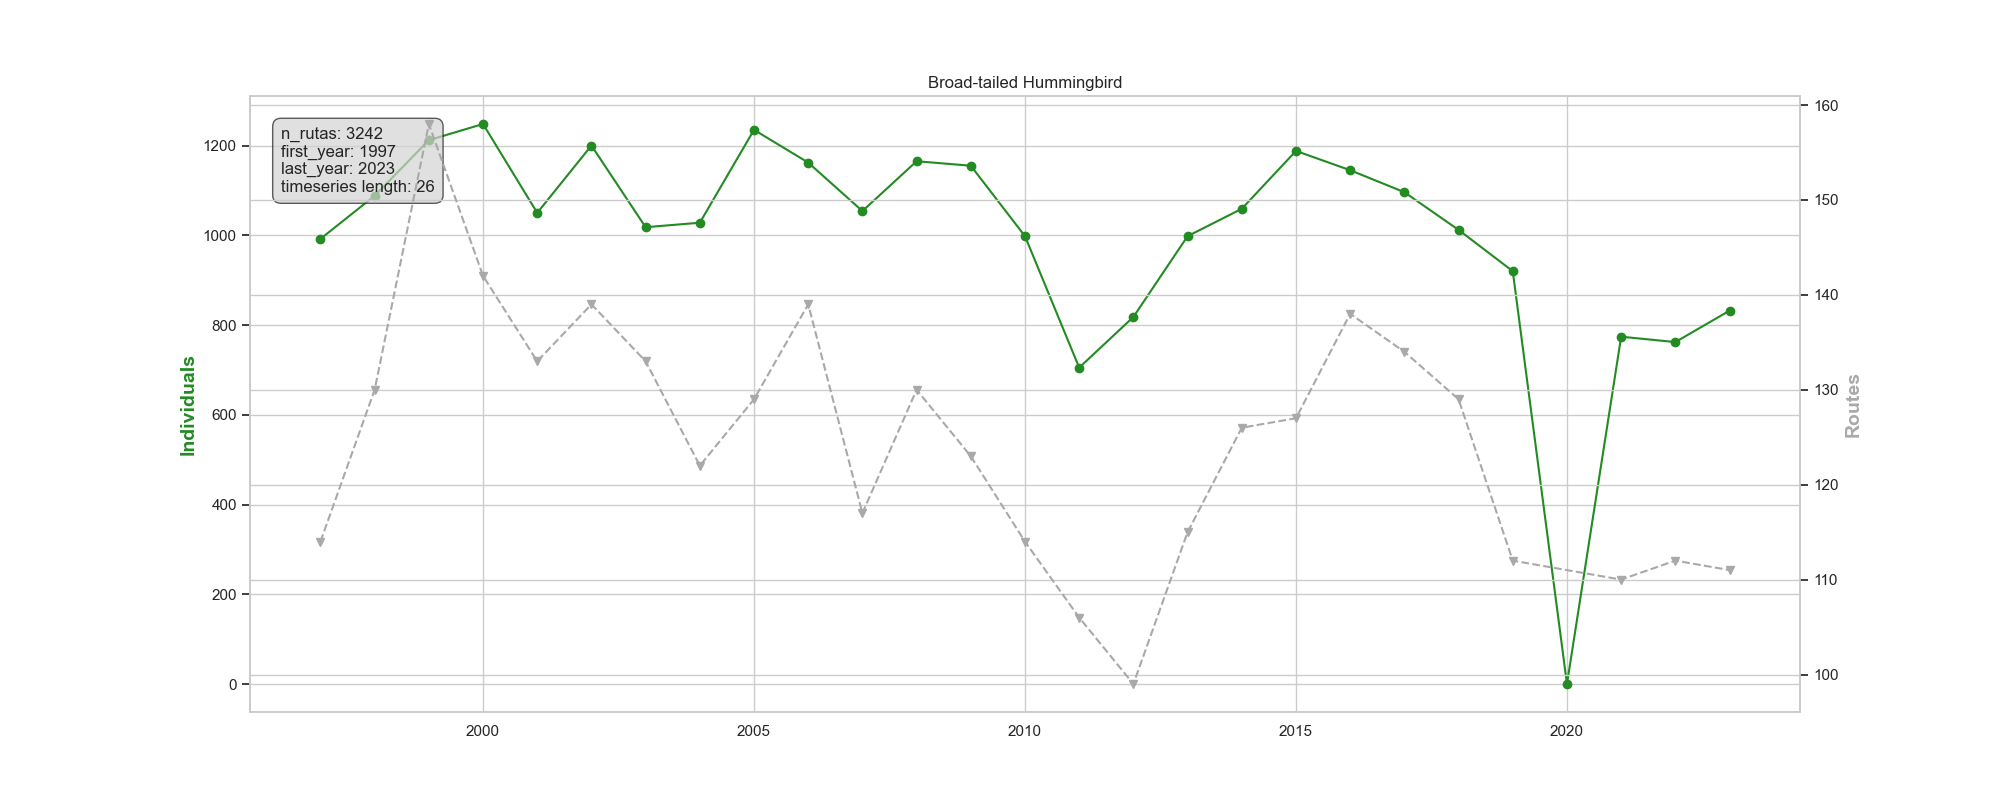 Broad-tailed Hummingbird
n_rutas: 3242
first_year: 1997
last_year: 2023
timeseries length: 26
1200
1000
800
600
400
200
0
Individuals
160
150
140
130
120
110
100
Routes
2000 2005 2010 2015 2020